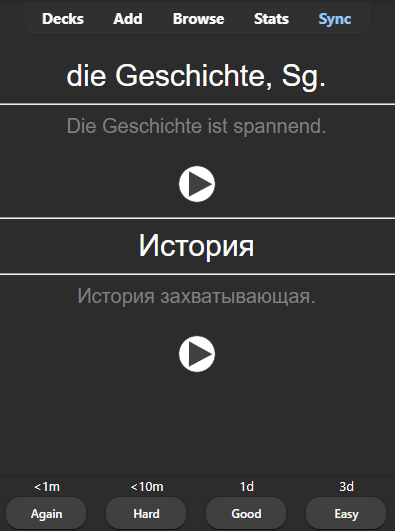 Decks Add Browse Stats Sync
die Geschichte, Sg.
Die Geschichte ist spannend.
История
История захватывающая.
<1m <10m 1d 3d
Again Hard Good Easy